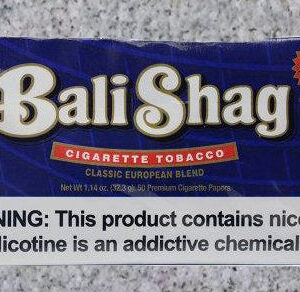 Bali Shag
CIGARETTE TOBACCO
CLASSIC EUROPEAN BLEND
Net Wt 1.14 oz. (32.3 g) 50 Premium Cigarette Papers
NING: This product contains nico
licotine is an addictive chemical